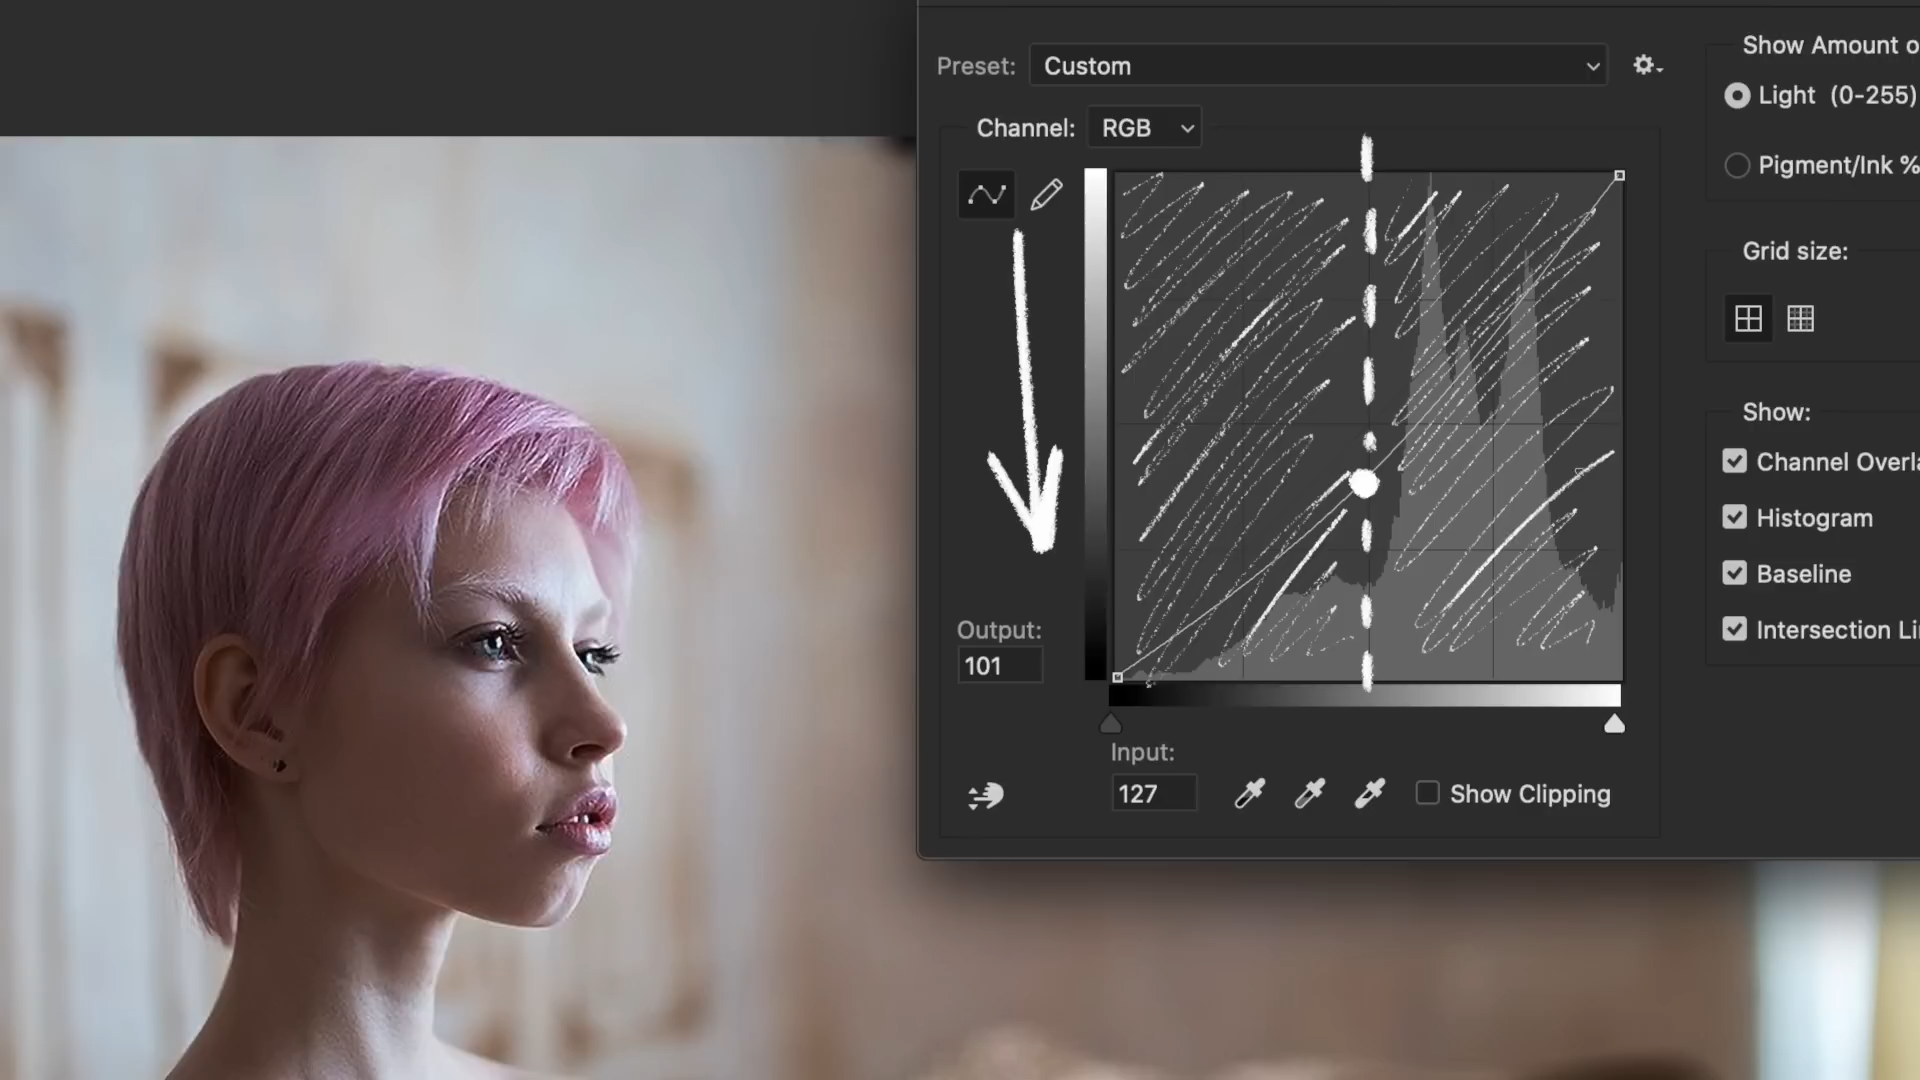 Preset: Custom
Channel: RGB
Output:
101
Input:
127
Show Clipping
Show Amount o
Light (0-255)
Pigment/Ink %
Grid size:
Show:
Channel Overla
Histogram
Baseline
Intersection Li